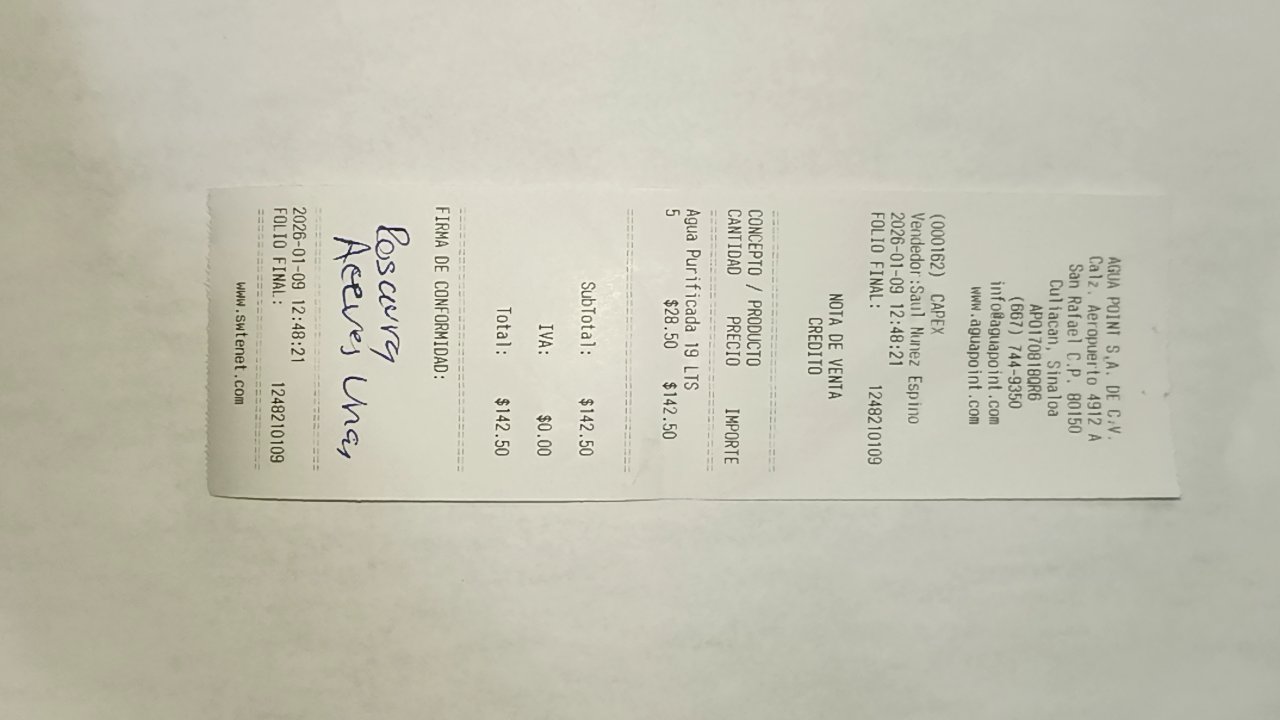 AGUA POINT S.A. DE C.V.
Calz. Aeropuerto 4912 A
San Rafael C.P. 80150
Culiacan, Sinaloa
APO170818QR6
(667) 744-9350
info@aguapoint.com
www.aguapoint.com
(000162) CAPEX
Vendedor:Saul Nunez Espino
2026-01-09 12:48:21
FOLIO FINAL: 1248210109
NOTA DE VENTA
CREDITO
CONCEPTO / PRODUCTO
CANTIDAD PRECIO IMPORTE
Agua Purificada 19 LTS
5 $28.50 $142.50
SubTotal: $142.50
IVA: $0.00
Total: $142.50
FIRMA DE CONFORMIDAD:
Rosaura
2026-01-09 12:48:21
FOLIO FINAL: 1248210109
www.swtenet.com